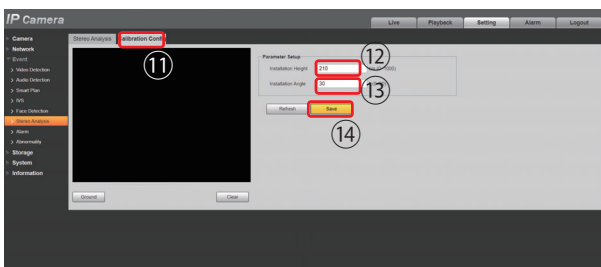 IP Camera
Live Playback Setting Alarm Logout
Camera
Network
Event
Video Detection
Audio Detection
Smart Plan
IVS
Face Detection
Stereo Analysis
Alarm
Abnormality
Storage
System
Information
Stereo Analysis
Calibration Confi
⑪
Parameter Setup
Installation Height 210
⑫
Installation Angle 30
⑬
Refresh Save
⑭
Ground Clear